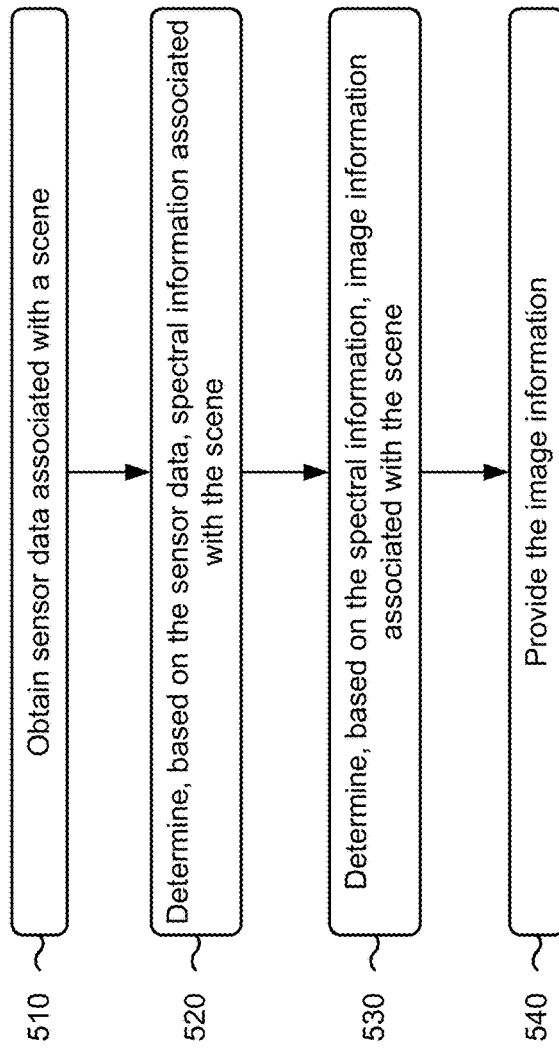 510
Obtain sensor data associated with a scene
520
Determine, based on the sensor data, spectral information associated
with the scene
530
Determine, based on the spectral information, image information
associated with the scene
540
Provide the image information